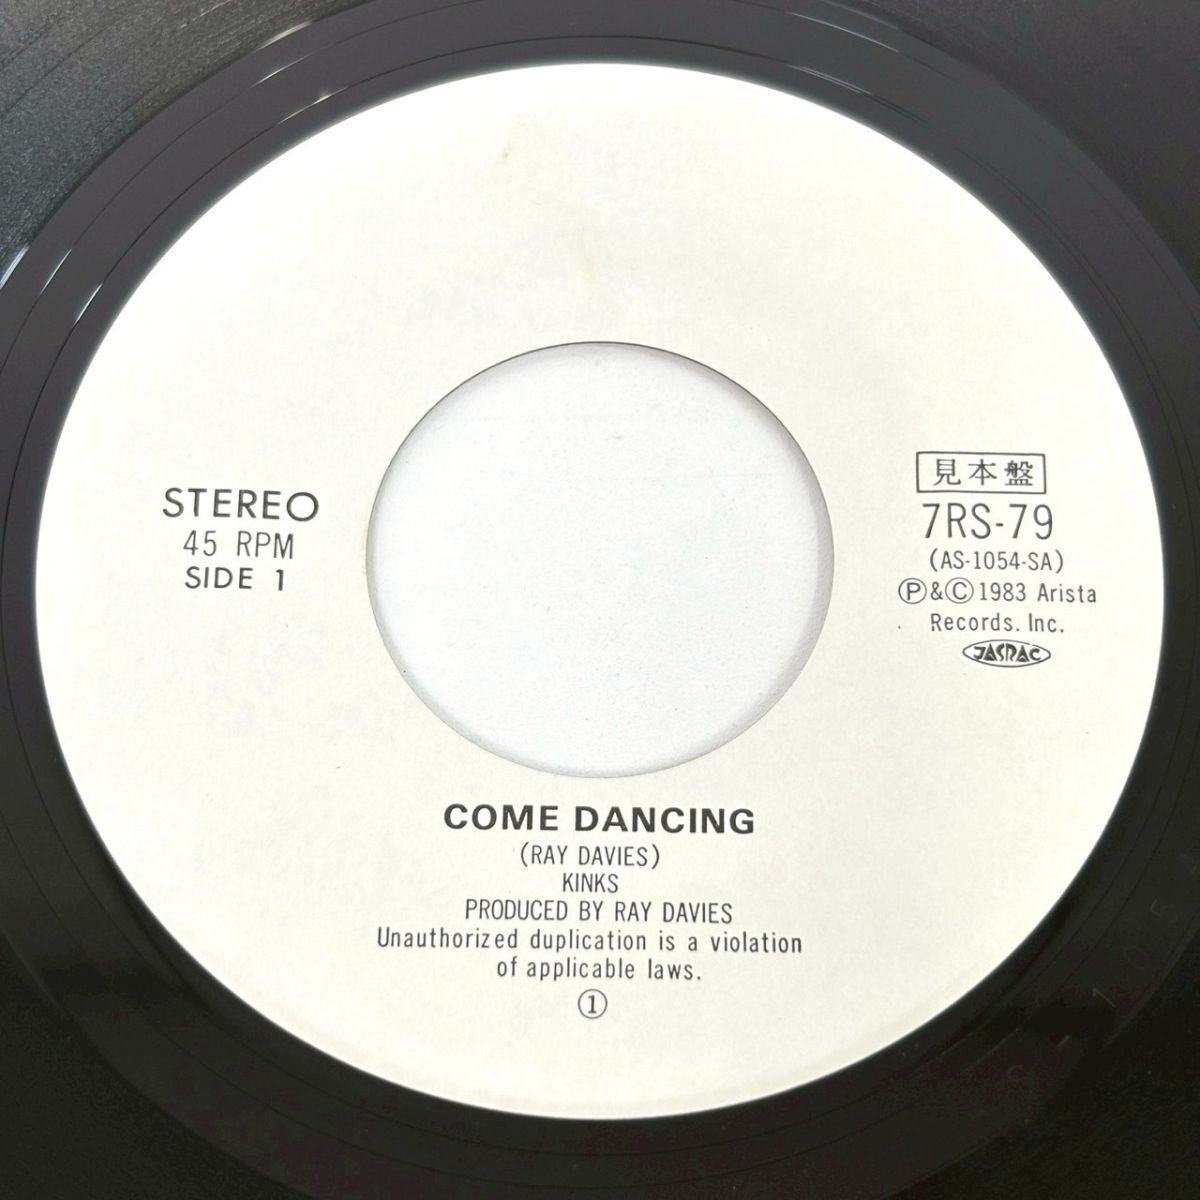 STEREO
45 RPM
SIDE 1
見本盤
7RS-79
(AS-1054-SA)
Ⓟ&Ⓒ1983 Arista
Records. Inc.
JASRAC
COME DANCING
(RAY DAVIES)
KINKS
PRODUCED BY RAY DAVIES
Unauthorized duplication is a violation
of applicable laws.
①